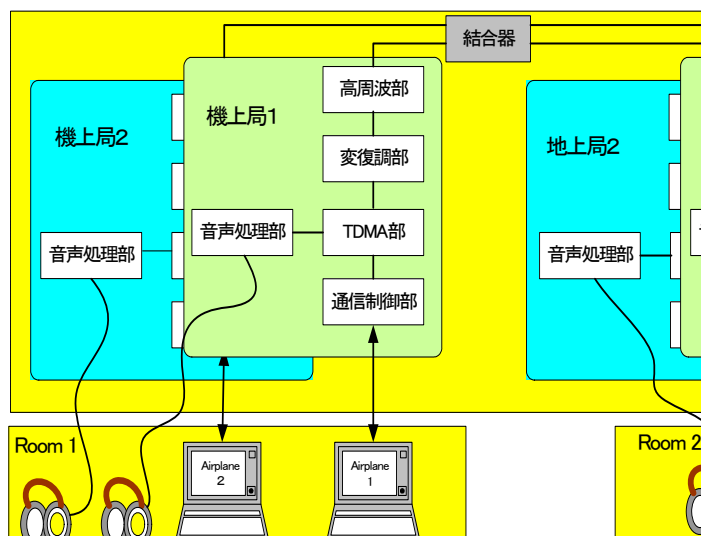 結合器
高周波部
機上局1
機上局2
変復調部
地上局2
音声処理部
TDMA部
音声処理部
音声処理部
通信制御部
Room 1
Room 2
Airplane
2
Airplane
1